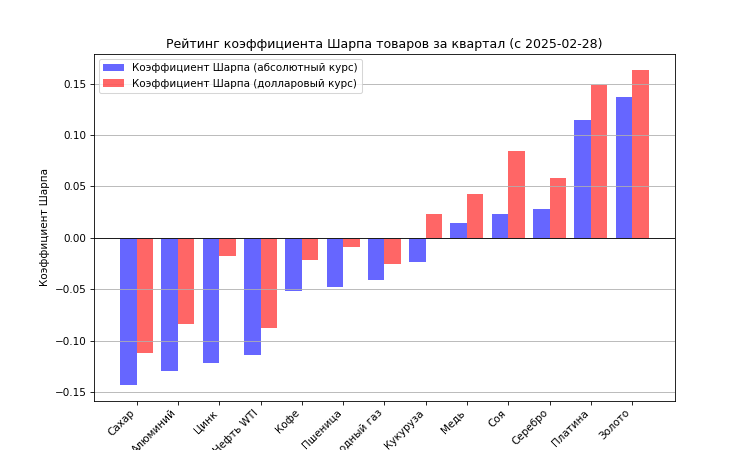 Рейтинг коэффициента Шарпа товаров за квартал (с 2025-02-28)
Коэффициент Шарпа (абсолютный курс)
Коэффициент Шарпа (долларовый курс)
Коэффициент Шарпа
0.15
0.10
0.05
0.00
−0.05
−0.10
−0.15
Сахар
Алюминий
Цинк
Нефть WTI
Кофе
Пшеница
одный газ
Кукуруза
Медь
Соя
Серебро
Платина
Золото